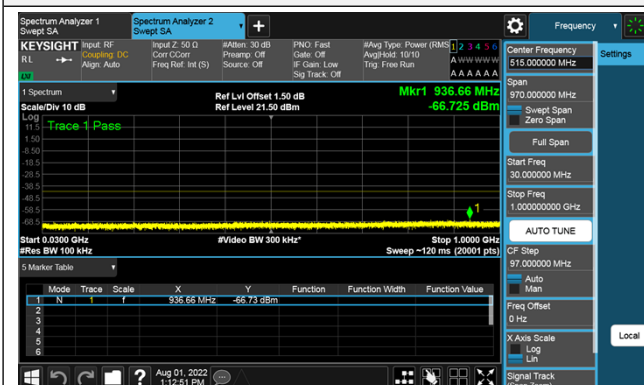 Spectrum Analyzer 1
Swept SA
Spectrum Analyzer 2
Swept SA
Frequency
KEYSIGHT
RL
Input: RF
Coupling: DC
Align: Auto
Input Z: 50 Ω
Corr CCorr
Freq Ref: Int (S)
#Atten: 30 dB
Preamp: Off
Source: Off
PNO: Fast
Gate: Off
IF Gain: Low
Sig Track: Off
#Avg Type: Power (RMS)
Avg|Hold: 10/10
Trig: Free Run
1 2 3 4 5 6
A W W W W W
A A A A A A
1 Spectrum
Scale/Div 10 dB
Ref Lvl Offset 1.50 dB
Ref Level 21.50 dBm
Mkr1 936.66 MHz
-66.725 dBm
Log
Trace 1 Pass
11.5
1.50
-8.50
-18.5
-28.5
-38.5
-48.5
-58.5
-68.5
1
Start 0.0300 GHz
#Res BW 100 kHz
#Video BW 300 kHz*
Stop 1.0000 GHz
Sweep ~120 ms (20001 pts)
5 Marker Table
Mode Trace Scale X Y Function Function Width Function Value
1 N 1 f 936.66 MHz -66.73 dBm
2
3
4
5
6
Aug 01, 2022
1:12:51 PM
Center Frequency
515.000000 MHz
Settings
Span
970.000000 MHz
Swept Span
Zero Span
Full Span
Start Freq
30.000000 MHz
Stop Freq
1.000000000 GHz
AUTO TUNE
CF Step
97.000000 MHz
Auto
Man
Freq Offset
0 Hz
X Axis Scale
Log
Lin
Local
Signal Track
(Span Zoom)